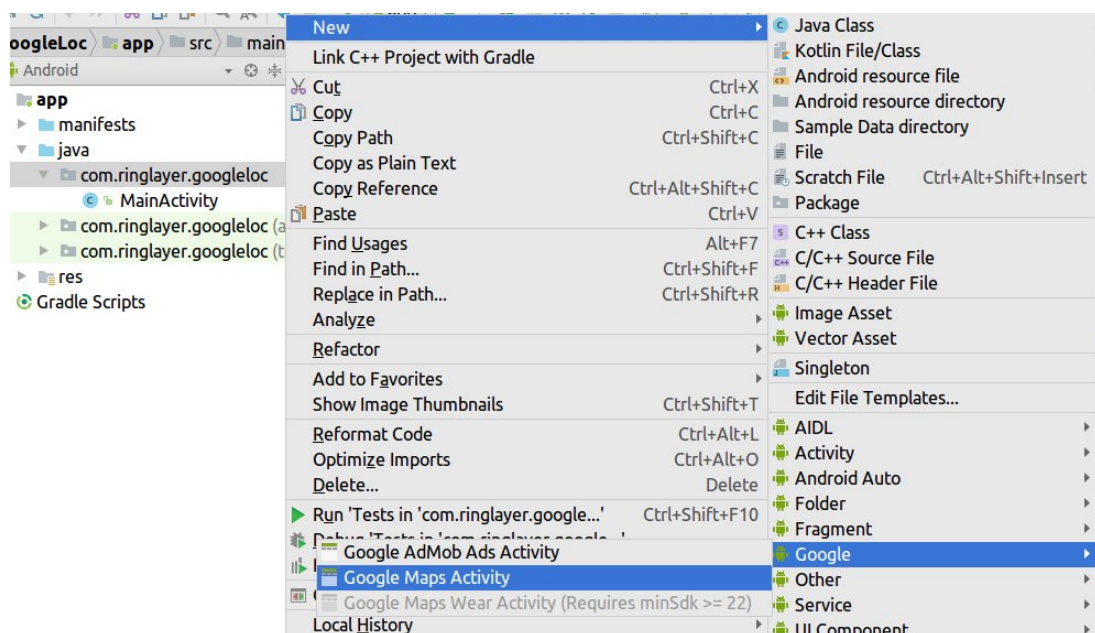 oogleLoc app src main
Android
app
manifests
java
com.ringlayer.googleloc
MainActivity
com.ringlayer.googleloc (a
com.ringlayer.googleloc (t
res
Gradle Scripts
New
Link C++ Project with Gradle
Cut Ctrl+X
Copy Ctrl+C
Copy Path Ctrl+Shift+C
Copy as Plain Text
Copy Reference Ctrl+Alt+Shift+C
Paste Ctrl+V
Find Usages Alt+F7
Find in Path... Ctrl+Shift+F
Replace in Path... Ctrl+Shift+R
Analyze
Refactor
Add to Favorites
Show Image Thumbnails Ctrl+Shift+T
Reformat Code Ctrl+Alt+L
Optimize Imports Ctrl+Alt+O
Delete... Delete
Run 'Tests in 'com.ringlayer.google...' Ctrl+Shift+F10
Google AdMob Ads Activity
Google Maps Activity
Google Maps Wear Activity (Requires minSdk >= 22)
Local History
Java Class
Kotlin File/Class
Android resource file
Android resource directory
Sample Data directory
File
Scratch File Ctrl+Alt+Shift+Insert
Package
C++ Class
C/C++ Source File
C/C++ Header File
Image Asset
Vector Asset
Singleton
Edit File Templates...
AIDL
Activity
Android Auto
Folder
Fragment
Google
Other
Service
UI Component